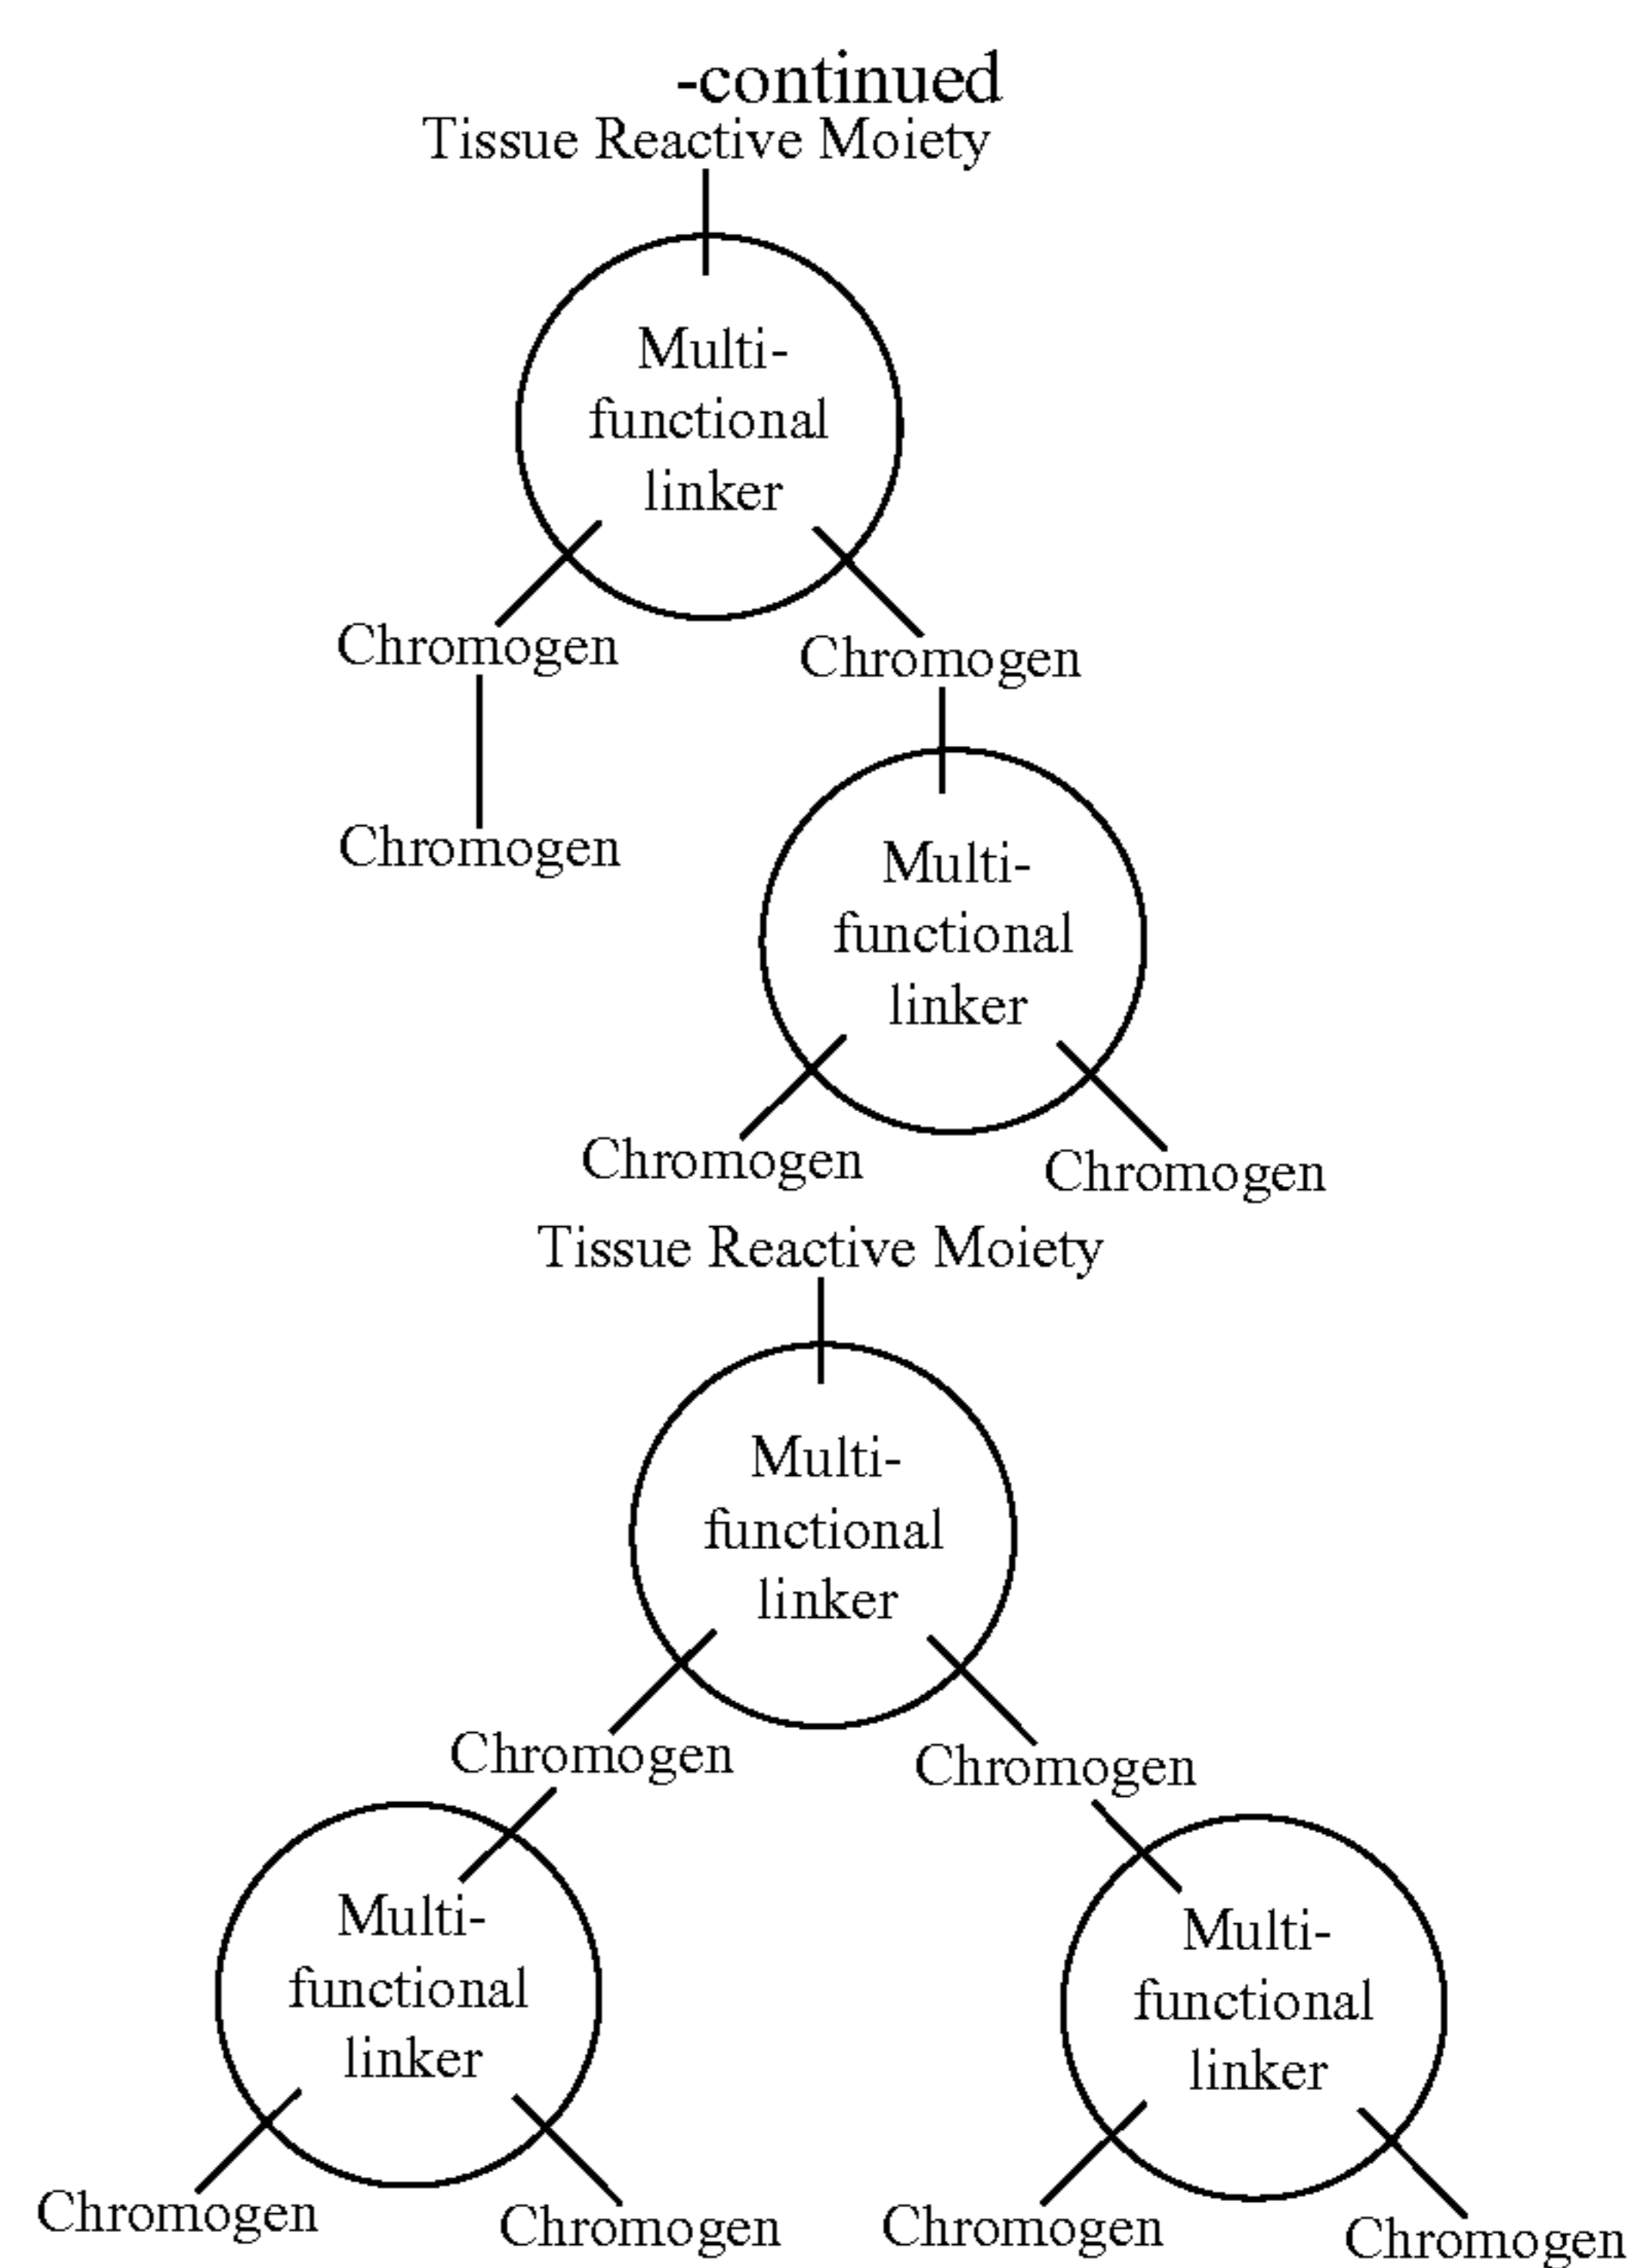 -continued
Tissue Reactive Moiety
Multi-
functional
linker
Chromogen
Chromogen
Chromogen
Multi-
functional
linker
Chromogen
Chromogen
Tissue Reactive Moiety
Multi-
functional
linker
Chromogen
Chromogen
Multi-
functional
linker
Multi-
functional
linker
Chromogen
Chromogen
Chromogen
Chromogen